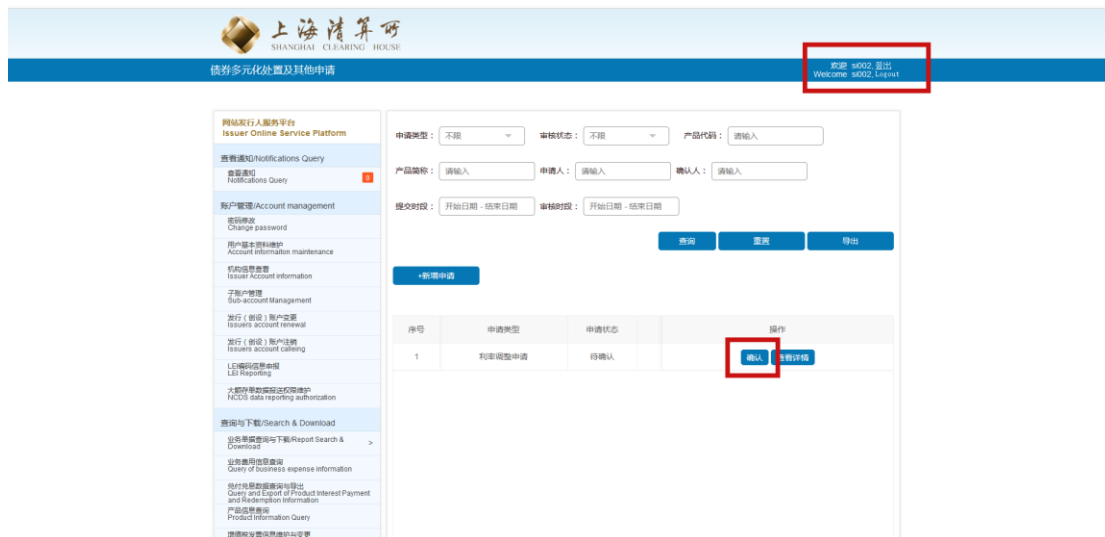 上海清算所
SHANGHAI CLEARING HOUSE
债券多元化处置及其他申请
欢迎 si002, 登出
Welcome si002, Logout
网站发行人服务平台
Issuer Online Service Platform
查看通知/Notifications Query
查看通知
Notifications Query
账户管理/Account management
密码修改
Change password
用户基本资料维护
Account informaiton maintenance
机构信息查看
Issuer Account information
子账户管理
Sub-account Management
发行（创设）账户变更
Issuers account renewal
发行（创设）账户注销
Issuers account calleing
LEI编码信息申报
LEI Reporting
大额存单数据报送权限维护
NCDS data reporting authorization
查询与下载/Search & Download
业务单据查询与下载/Report Search &
Download
>
业务费用信息查询
Query of business expense information
兑付兑息数据查询与导出
Query and Export of Product Interest Payment
and Redemption Information
产品信息查询
Product Information Query
增值税发票信息维护与变更
申请类型： 不限 审核状态： 不限 产品代码： 请输入
产品简称： 请输入 申请人： 请输入 确认人： 请输入
提交时段： 开始日期 - 结束日期 审核时段： 开始日期 - 结束日期
查询 重置 导出
+新增申请
序号 申请类型 申请状态 操作
1 利率调整申请 待确认 确认 查看详情